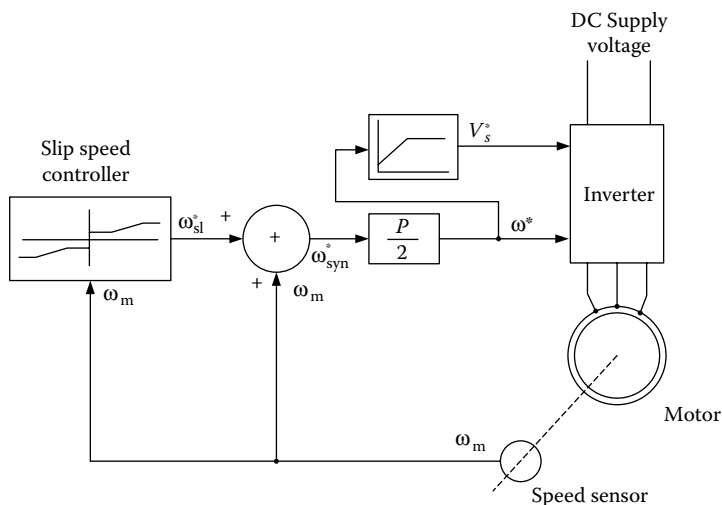 DC Supply
voltage
V*s
Slip speed
controller
Inverter
ω*sl
+
+
P
2
ω*
ω*syn
+
ωm
ωm
ωm
Motor
Speed sensor